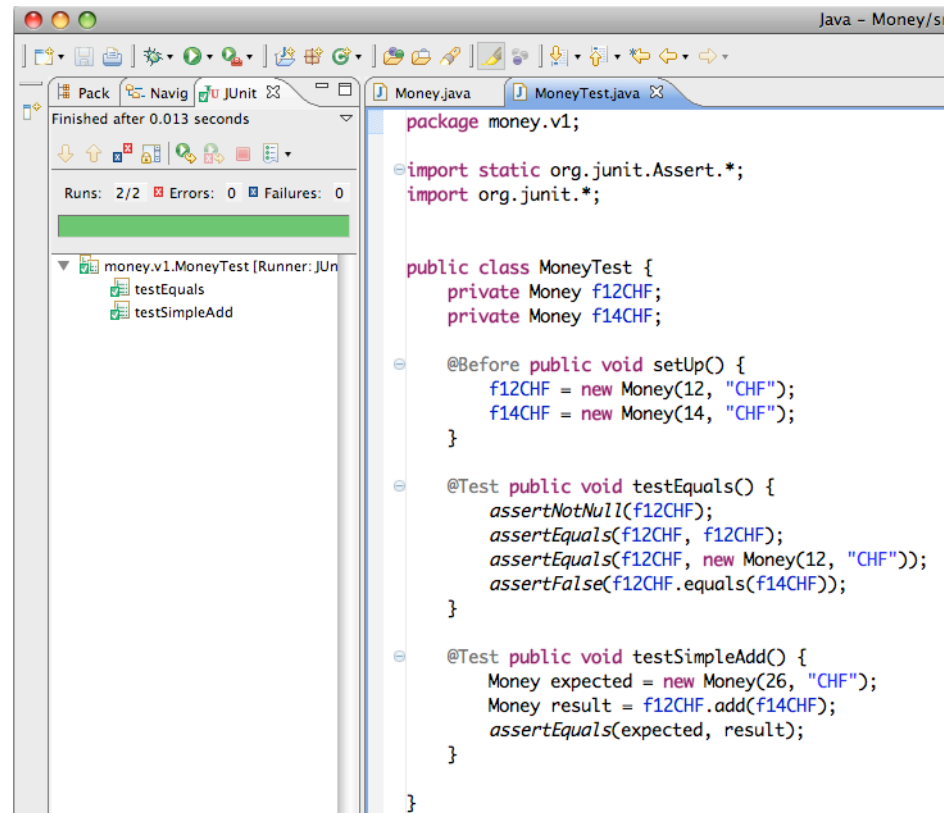 Java – Money/sr
Pack
Navig
JUnit
Finished after 0.013 seconds
Runs: 2/2 Errors: 0 Failures: 0
money.v1.MoneyTest [Runner: JUn
testEquals
testSimpleAdd
Money.java
MoneyTest.java
package money.v1;
import static org.junit.Assert.*;
import org.junit.*;
public class MoneyTest {
private Money f12CHF;
private Money f14CHF;
@Before public void setUp() {
f12CHF = new Money(12, "CHF");
f14CHF = new Money(14, "CHF");
}
@Test public void testEquals() {
assertNotNull(f12CHF);
assertEquals(f12CHF, f12CHF);
assertEquals(f12CHF, new Money(12, "CHF"));
assertFalse(f12CHF.equals(f14CHF));
}
@Test public void testSimpleAdd() {
Money expected = new Money(26, "CHF");
Money result = f12CHF.add(f14CHF);
assertEquals(expected, result);
}
}